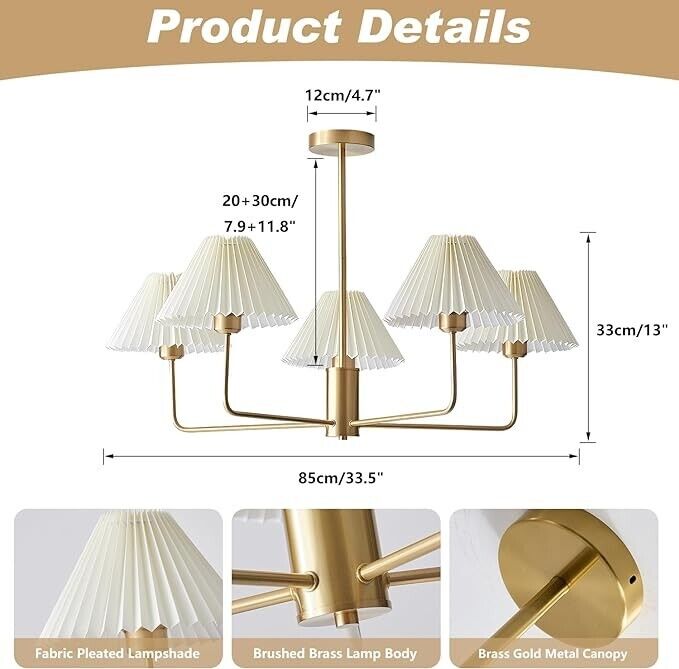 Product Details
12cm/4.7"
20+30cm/
7.9+11.8"
33cm/13"
85cm/33.5"
Fabric Pleated Lampshade
Brushed Brass Lamp Body
Brass Gold Metal Canopy